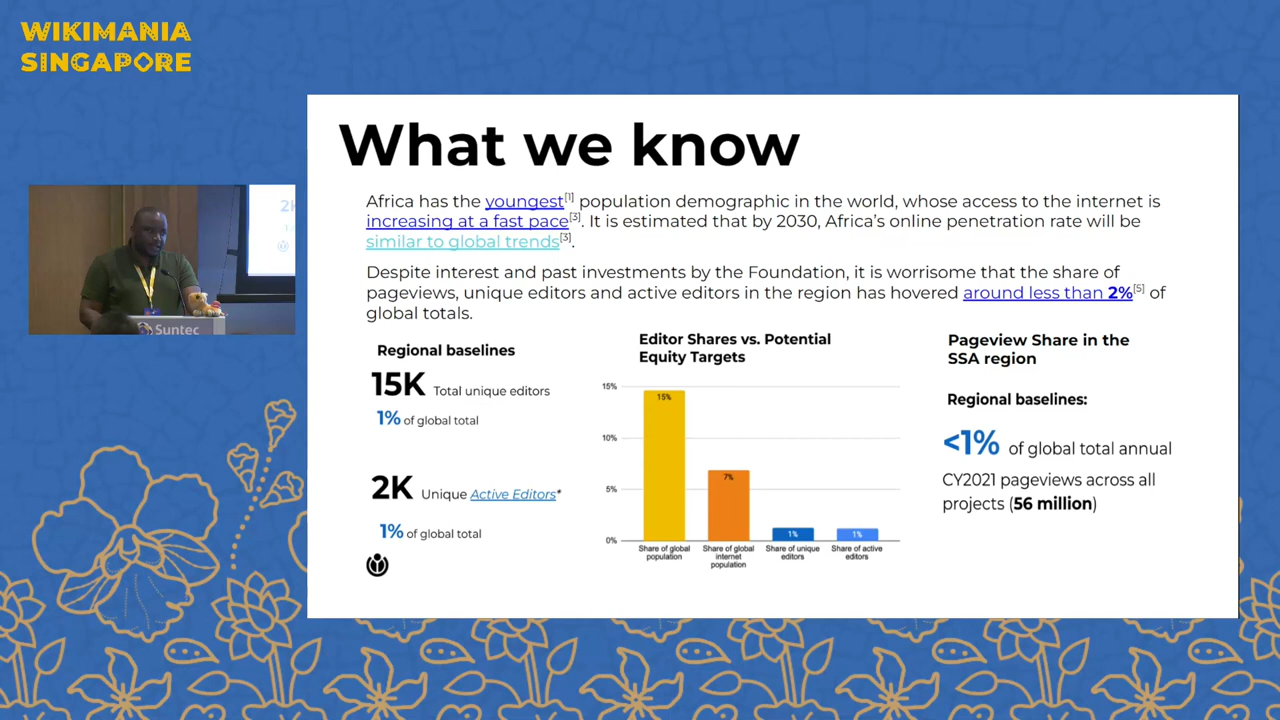 WIKIMANIA
SINGAPORE
What we know
Africa has the youngest[1] population demographic in the world, whose access to the internet is
increasing at a fast pace[3]. It is estimated that by 2030, Africa's online penetration rate will be
similar to global trends[3].
Despite interest and past investments by the Foundation, it is worrisome that the share of
pageviews, unique editors and active editors in the region has hovered around less than 2%[5] of
global totals.
Regional baselines
15K Total unique editors
1% of global total
2K Unique Active Editors*
1% of global total
Editor Shares vs. Potential
Equity Targets
15%
10%
5%
0%
15%
7%
1%
1%
Share of global
population
Share of global
internet
population
Share of unique
editors
Share of active
editors
Pageview Share in the
SSA region
Regional baselines:
<1% of global total annual
CY2021 pageviews across all
projects (56 million)
Suntec